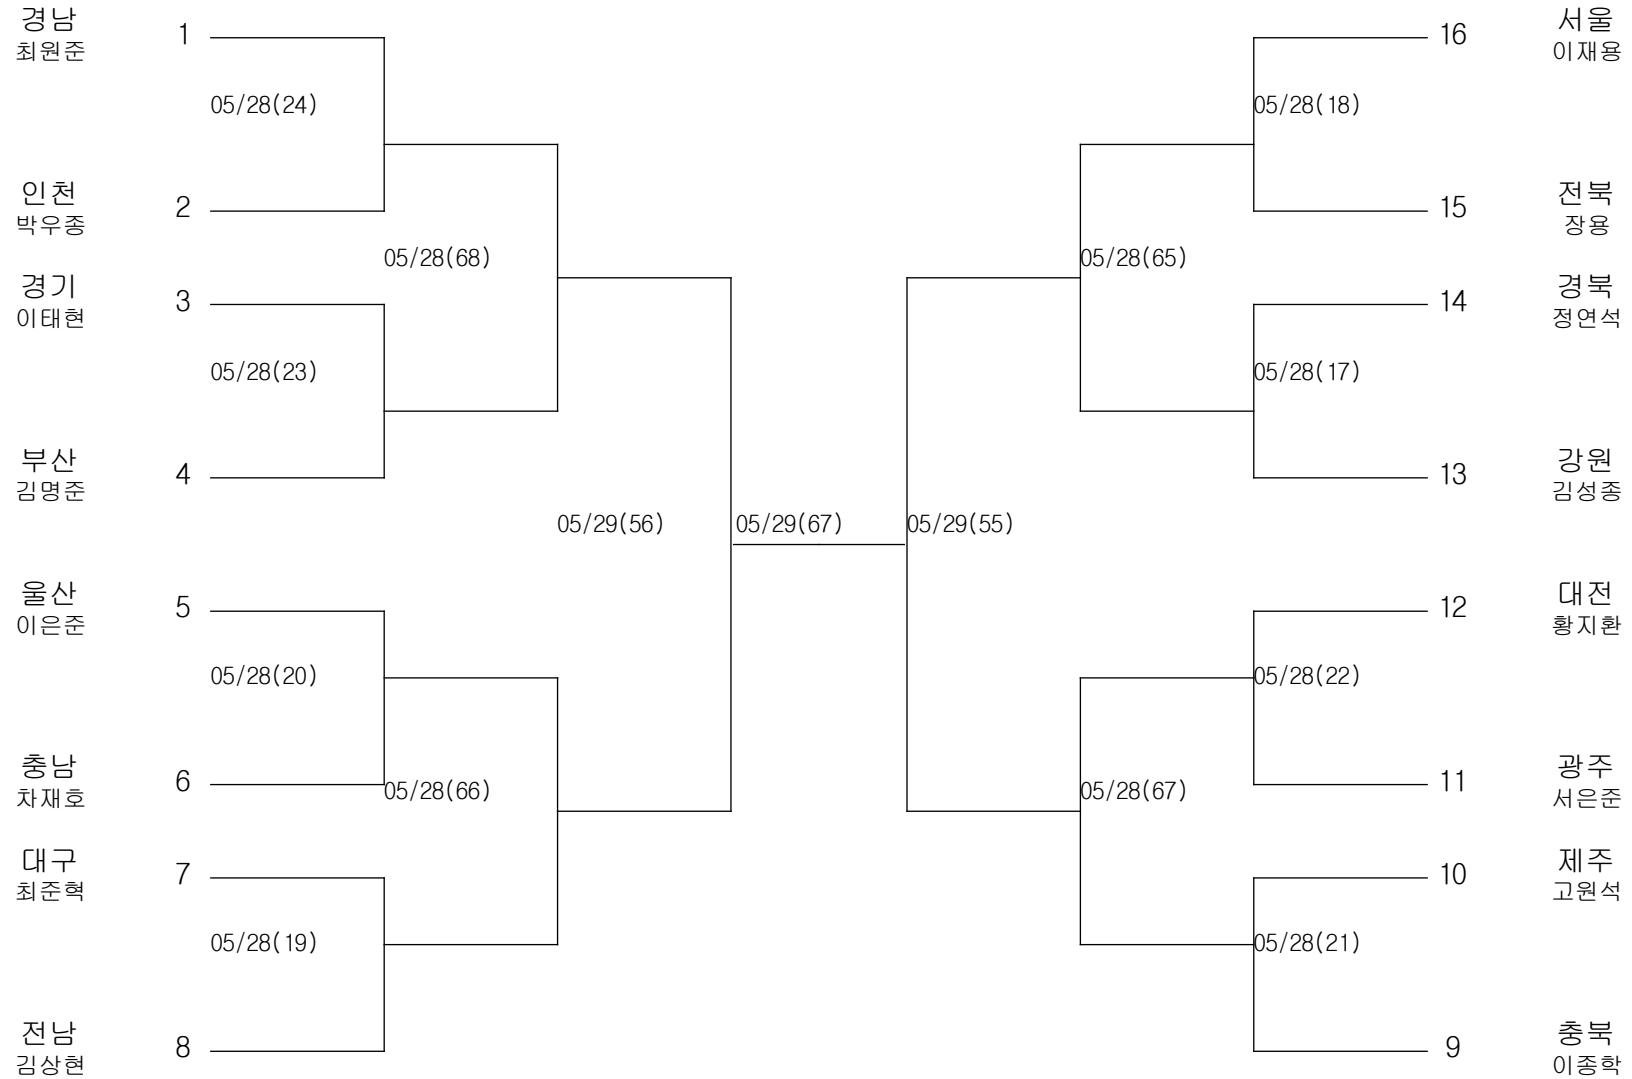 경남
최원준
1
05/28(24)
인천
박우종
2
05/28(68)
경기
이태현
3
05/28(23)
부산
김명준
4
05/29(56)
울산
이은준
5
05/28(20)
충남
차재호
6
05/28(66)
대구
최준혁
7
05/28(19)
전남
김상현
8
05/29(67)
16
서울
이재용
05/28(18)
15
전북
장용
05/28(65)
14
경북
정연석
05/28(17)
13
강원
김성종
05/29(55)
12
대전
황지환
05/28(22)
11
광주
서은준
05/28(67)
10
제주
고원석
05/28(21)
9
충북
이종학